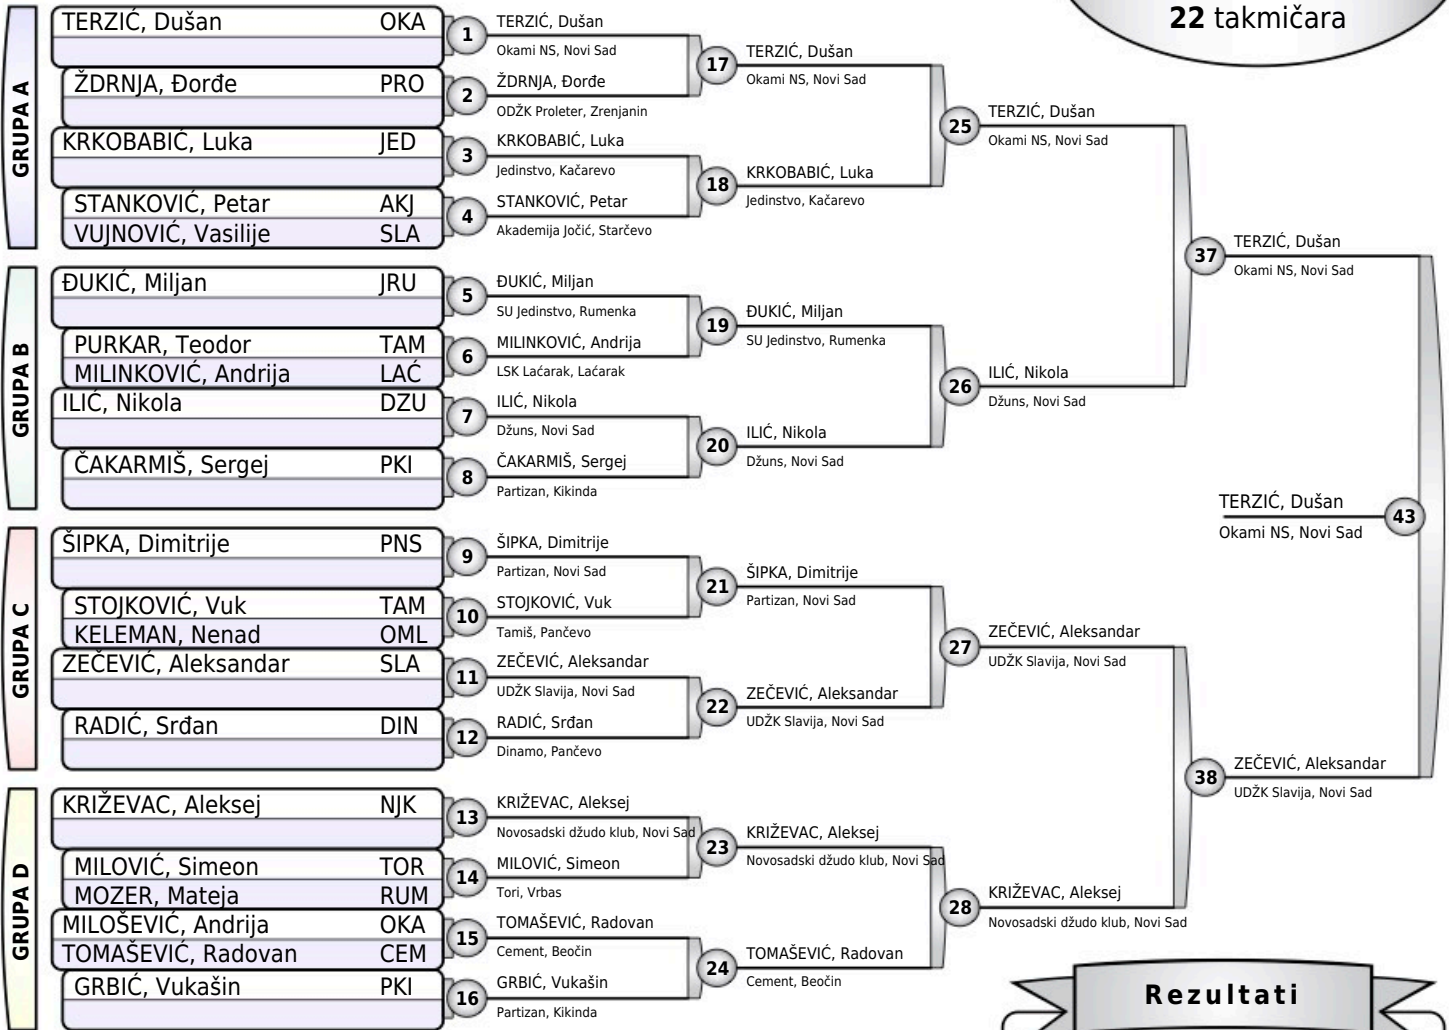 22 takmičara
GRUPA A
TERZIĆ, Dušan OKA
ŽDRNJA, Đorđe PRO
KRKOBABIĆ, Luka JED
STANKOVIĆ, Petar AKJ
VUJNOVIĆ, Vasilije SLA
GRUPA B
ĐUKIĆ, Miljan JRU
PURKAR, Teodor TAM
MILINKOVIĆ, Andrija LAĆ
ILIĆ, Nikola DZU
ČAKARMIŠ, Sergej PKI
GRUPA C
ŠIPKA, Dimitrije PNS
STOJKOVIĆ, Vuk TAM
KELEMAN, Nenad OML
ZEČEVIĆ, Aleksandar SLA
RADIĆ, Srđan DIN
GRUPA D
KRIŽEVAC, Aleksej NJK
MILOVIĆ, Simeon TOR
MOZER, Mateja RUM
MILOŠEVIĆ, Andrija OKA
TOMAŠEVIĆ, Radovan CEM
GRBIĆ, Vukašin PKI
1
TERZIĆ, Dušan
Okami NS, Novi Sad
2
ŽDRNJA, Đorđe
ODŽK Proleter, Zrenjanin
3
KRKOBABIĆ, Luka
Jedinstvo, Kačarevo
4
STANKOVIĆ, Petar
Akademija Jočić, Starčevo
5
ĐUKIĆ, Miljan
SU Jedinstvo, Rumenka
6
MILINKOVIĆ, Andrija
LSK Laćarak, Laćarak
7
ILIĆ, Nikola
Džuns, Novi Sad
8
ČAKARMIŠ, Sergej
Partizan, Kikinda
9
ŠIPKA, Dimitrije
Partizan, Novi Sad
10
STOJKOVIĆ, Vuk
Tamiš, Pančevo
11
ZEČEVIĆ, Aleksandar
UDŽK Slavija, Novi Sad
12
RADIĆ, Srđan
Dinamo, Pančevo
13
KRIŽEVAC, Aleksej
Novosadski džudo klub, Novi Sad
14
MILOVIĆ, Simeon
Tori, Vrbas
15
TOMAŠEVIĆ, Radovan
Cement, Beočin
16
GRBIĆ, Vukašin
Partizan, Kikinda
17
TERZIĆ, Dušan
Okami NS, Novi Sad
18
KRKOBABIĆ, Luka
Jedinstvo, Kačarevo
19
ĐUKIĆ, Miljan
SU Jedinstvo, Rumenka
20
ILIĆ, Nikola
Džuns, Novi Sad
21
ŠIPKA, Dimitrije
Partizan, Novi Sad
22
ZEČEVIĆ, Aleksandar
UDŽK Slavija, Novi Sad
23
KRIŽEVAC, Aleksej
Novosadski džudo klub, Novi Sad
24
TOMAŠEVIĆ, Radovan
Cement, Beočin
25
TERZIĆ, Dušan
Okami NS, Novi Sad
26
ILIĆ, Nikola
Džuns, Novi Sad
27
ZEČEVIĆ, Aleksandar
UDŽK Slavija, Novi Sad
28
KRIŽEVAC, Aleksej
Novosadski džudo klub, Novi Sad
37
TERZIĆ, Dušan
Okami NS, Novi Sad
38
ZEČEVIĆ, Aleksandar
UDŽK Slavija, Novi Sad
TERZIĆ, Dušan
Okami NS, Novi Sad
43
Rezultati